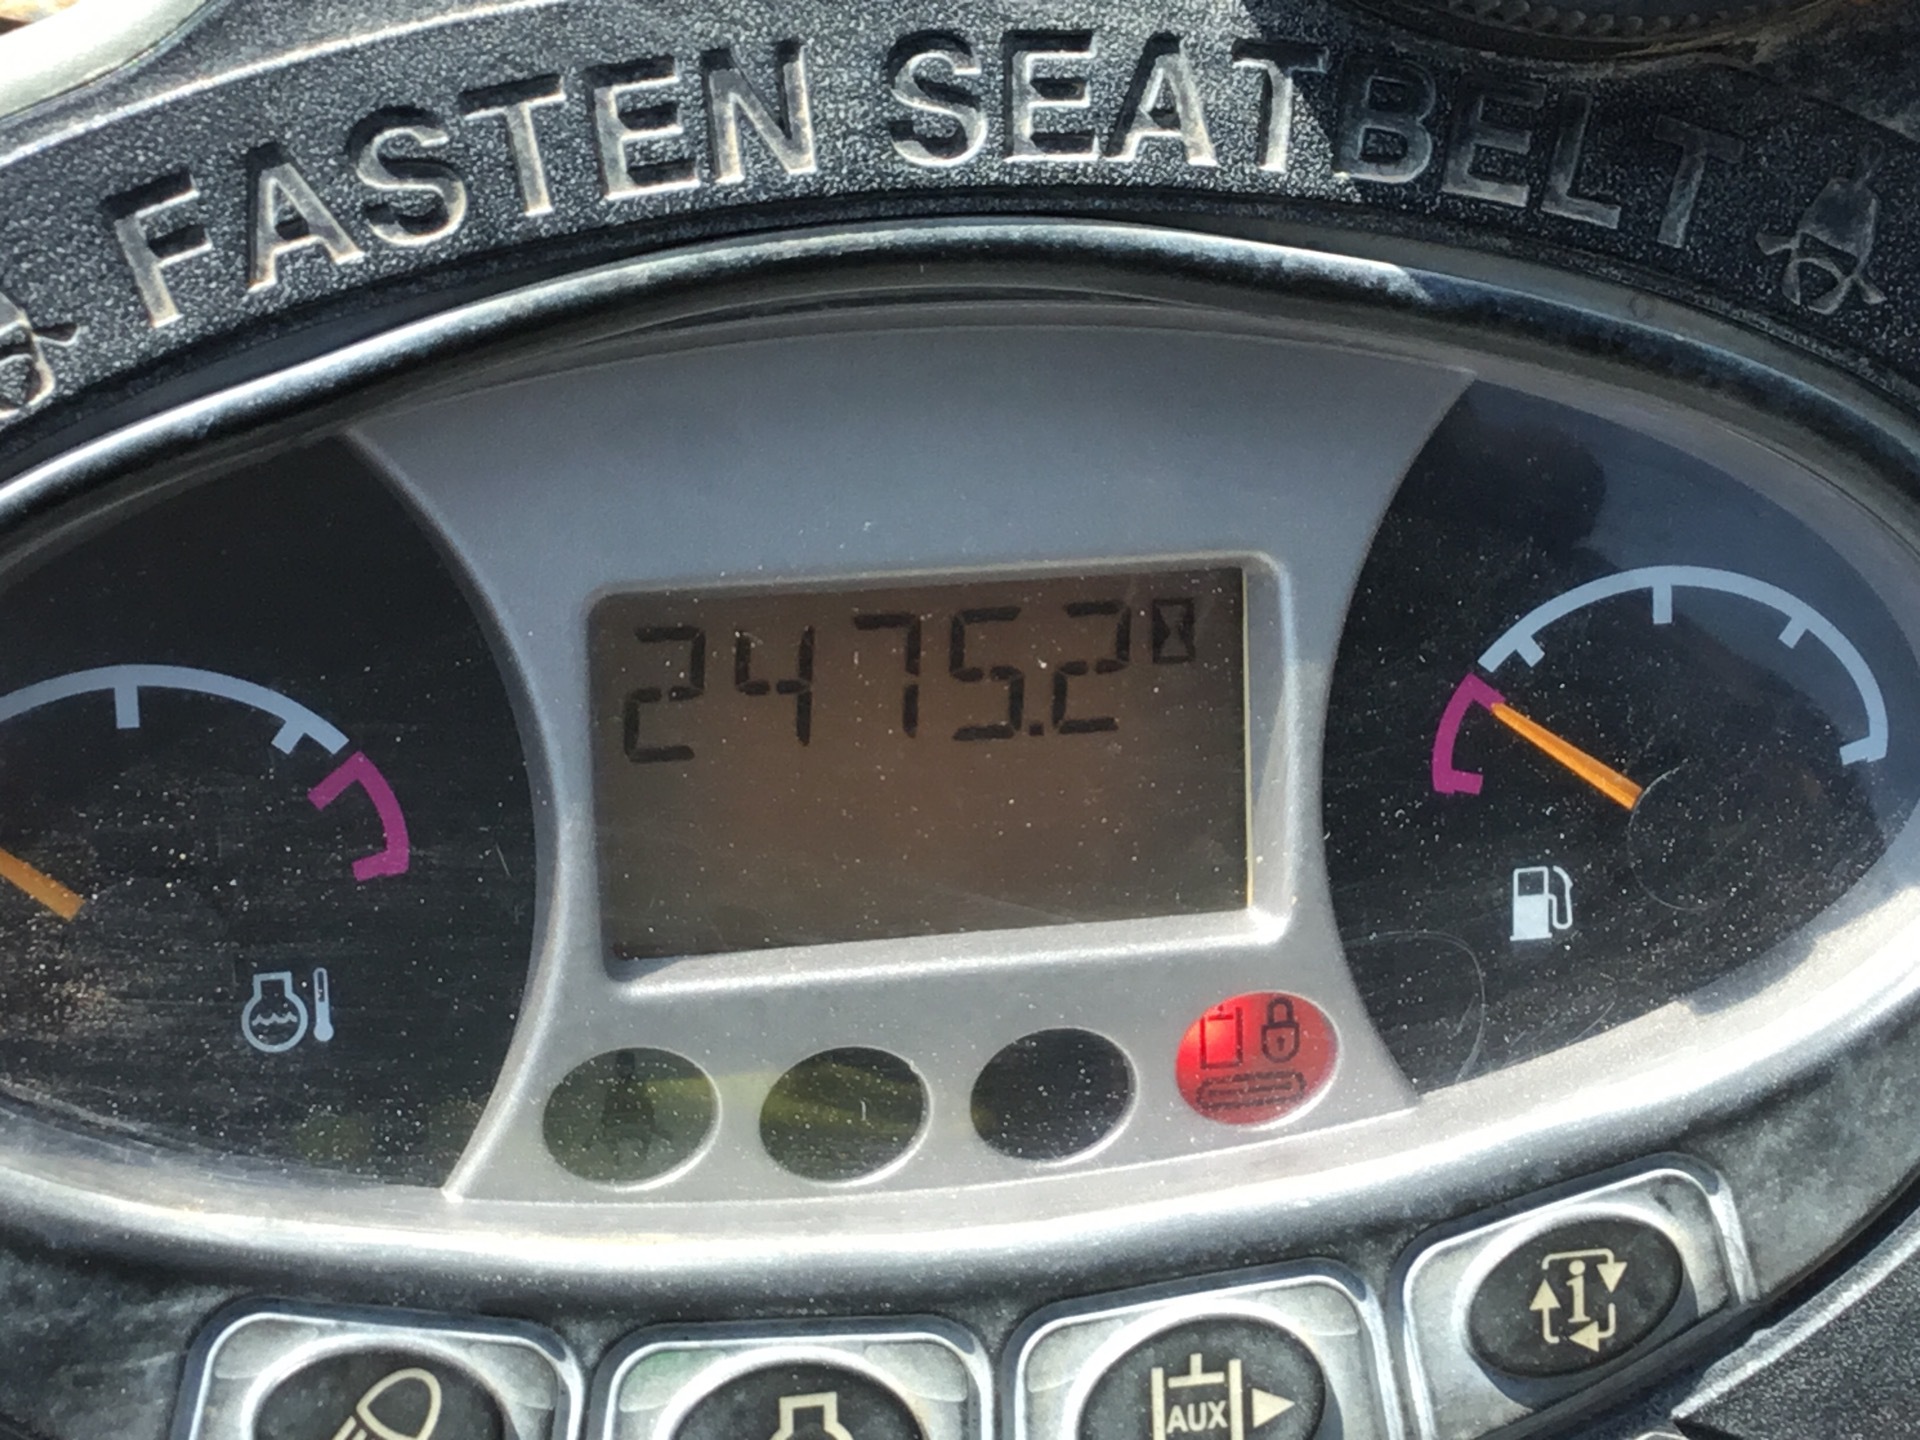 FASTEN SEATBELT
2475.2
AUX
i